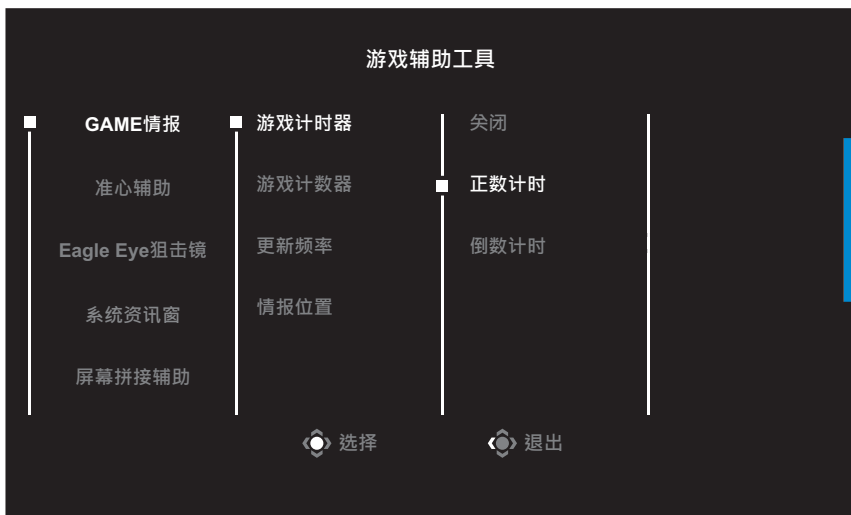 游戏辅助工具
GAME情报 游戏计时器 关闭
准心辅助 游戏计数器 正数计时
Eagle Eye狙击镜 更新频率 倒数计时
系统资讯窗 情报位置
屏幕拼接辅助
选择 退出